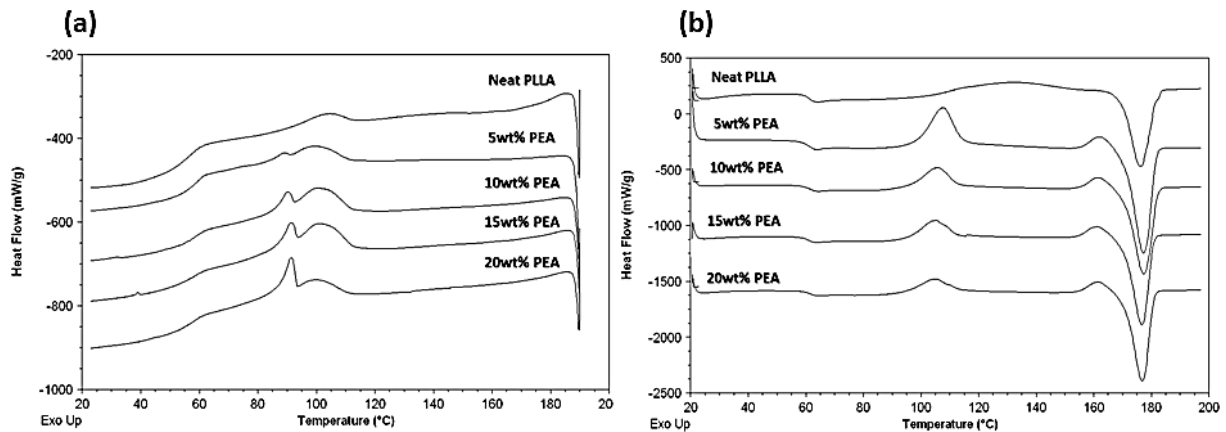 (a)
-200
-400
-600
-800
-1000
Heat Flow (mW/g)
Neat PLLA
5wt% PEA
10wt% PEA
15wt% PEA
20wt% PEA
20 40 60 80 100 120 140 160 180 20
Exo Up
Temperature (°C)
(b)
500
0
-500
-1000
-1500
-2000
-2500
Heat Flow (mW/g)
Neat PLLA
5wt% PEA
10wt% PEA
15wt% PEA
20wt% PEA
20 40 60 80 100 120 140 160 180 200
Exo Up
Temperature (°C)